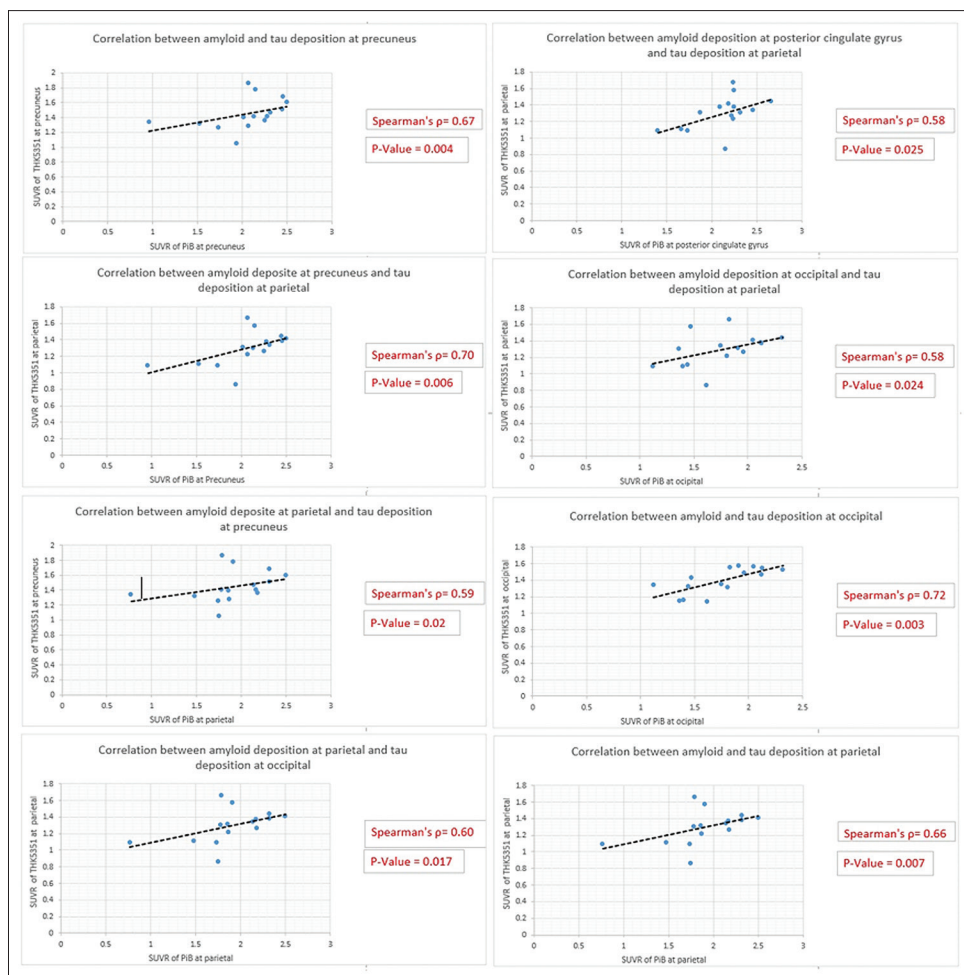 Correlation between amyloid and tau deposition at precuneus
SUVR of THK5351 at precuneus
2
1.8
1.6
1.4
1.2
1
0.8
0.6
0.4
0.2
0
0 0.5 1 1.5 2 2.5 3
SUVR of PiB at precuneus
Spearman's ρ= 0.67
P-Value = 0.004
Correlation between amyloid deposition at posterior cingulate gyrus
and tau deposition at parietal
SUVR of THK5351 at parietal
1.8
1.6
1.4
1.2
1
0.8
0.6
0.4
0.2
0
0 0.5 1 1.5 2 2.5 3
SUVR of PiB at posterior cingulate gyrus
Spearman's ρ= 0.58
P-Value = 0.025
Correlation between amyloid deposite at precuneus and tau
deposition at parietal
SUVR of THK5351 at parietal
1.8
1.6
1.4
1.2
1
0.8
0.6
0.4
0.2
0
0 0.5 1 1.5 2 2.5 3
SUVR of PiB at Precuneus
Spearman's ρ= 0.70
P-Value = 0.006
Correlation between amyloid deposition at occipital and tau
deposition at parietal
SUVR of THK5351 at parietal
1.8
1.6
1.4
1.2
1
0.8
0.6
0.4
0.2
0
0 0.5 1 1.5 2 2.5
SUVR of PiB at ocipital
Spearman's ρ= 0.58
P-Value = 0.024
Correlation between amyloid deposite at parietal and tau deposition
at precuneus
SUVR of THK5351 at precuneus
2
1.8
1.6
1.4
1.2
1
0.8
0.6
0.4
0.2
0
0 0.5 1 1.5 2 2.5 3
SUVR of PiB at parietal
Spearman's ρ= 0.59
P-Value = 0.02
Correlation between amyloid and tau deposition at occipital
SUVR of THK5351 at occipital
1.8
1.6
1.4
1.2
1
0.8
0.6
0.4
0.2
0
0 0.5 1 1.5 2 2.5
SUVR of PiB at ocipital
Spearman's ρ= 0.72
P-Value = 0.003
Correlation between amyloid deposition at parietal and tau
deposition at occipital
SUVR of THK5351 at parietal
1.8
1.6
1.4
1.2
1
0.8
0.6
0.4
0.2
0
0 0.5 1 1.5 2 2.5 3
SUVR of PiB at parietal
Spearman's ρ= 0.60
P-Value = 0.017
Correlation between amyloid and tau deposition at parietal
SUVR of THK5351 at parietal
1.8
1.6
1.4
1.2
1
0.8
0.6
0.4
0.2
0
0 0.5 1 1.5 2 2.5 3
SUVR of PiB at parietal
Spearman's ρ= 0.66
P-Value = 0.007